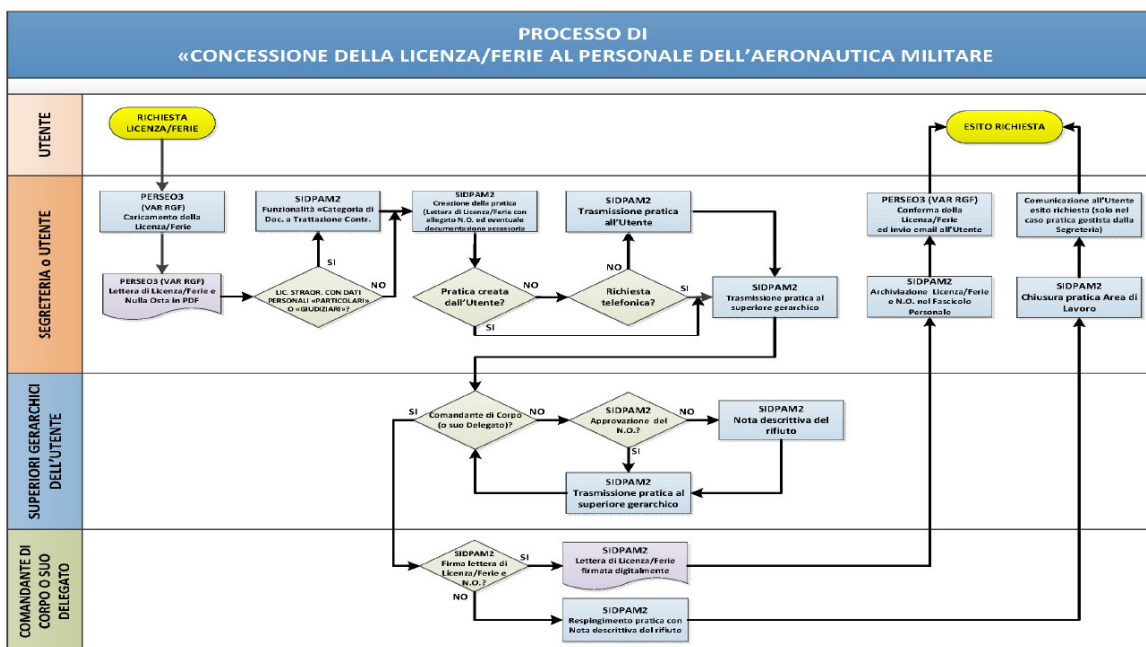 PROCESSO DI
«CONCESSIONE DELLA LICENZA/FERIE AL PERSONALE DELL'AERONAUTICA MILITARE
UTENTE
RICHIESTA
LICENZA/FERIE
ESITO RICHIESTA
SEGRETERIA o UTENTE
PERSEO3
(VAR RGF)
Caricamento della
Licenza/Ferie
SIDPAM2
Funzionalità «Categoria di
Doc. a Trattazione Contr.
SIDPAM2
Creazione della pratica
(Lettera di Licenza/Ferie con
allegato N.O. ed eventuale
documentazione accessoria
SIDPAM2
Trasmissione pratica
all'Utente
PERSEO3 (VAR RGF)
Conferma della
Licenza/Ferie
ed invio email all'Utente
Comunicazione all'Utente
esito richiesta (solo nel
caso pratica gestista dalla
Segreteria)
SI
NO
NO
PERSEO3 (VAR RGF)
Lettera di Licenza/Ferie e
Nulla Osta in PDF
LIC. STRAOR. CON DATI
PERSONALI «PARTICOLARI»
O «GIUDIZIARI»?
Pratica creata
dall'Utente?
NO
SI
Richiesta
telefonica?
SI
SIDPAM2
Trasmissione pratica al
superiore gerarchico
SIDPAM2
Archiviazione Licenza/Ferie
e N.O. nel Fascicolo
Personale
SIDPAM2
Chiusura pratica Area di
Lavoro
SUPERIORI GERARCHICI
DELL'UTENTE
SI
Comandante di Corpo
(o suo Delegato)?
NO
SIDPAM2
Approvazione del
N.O.?
NO
SI
SIDPAM2
Nota descrittiva del
rifiuto
SIDPAM2
Trasmissione pratica al
superiore gerarchico
COMANDANTE DI
CORPO O SUO
DELEGATO
SIDPAM2
Firma lettera di
Licenza/Ferie e
N.O.?
SI
NO
SIDPAM2
Lettera di Licenza/Ferie
firmata digitalmente
SIDPAM2
Respingimento pratica con
Nota descrittiva del rifiuto